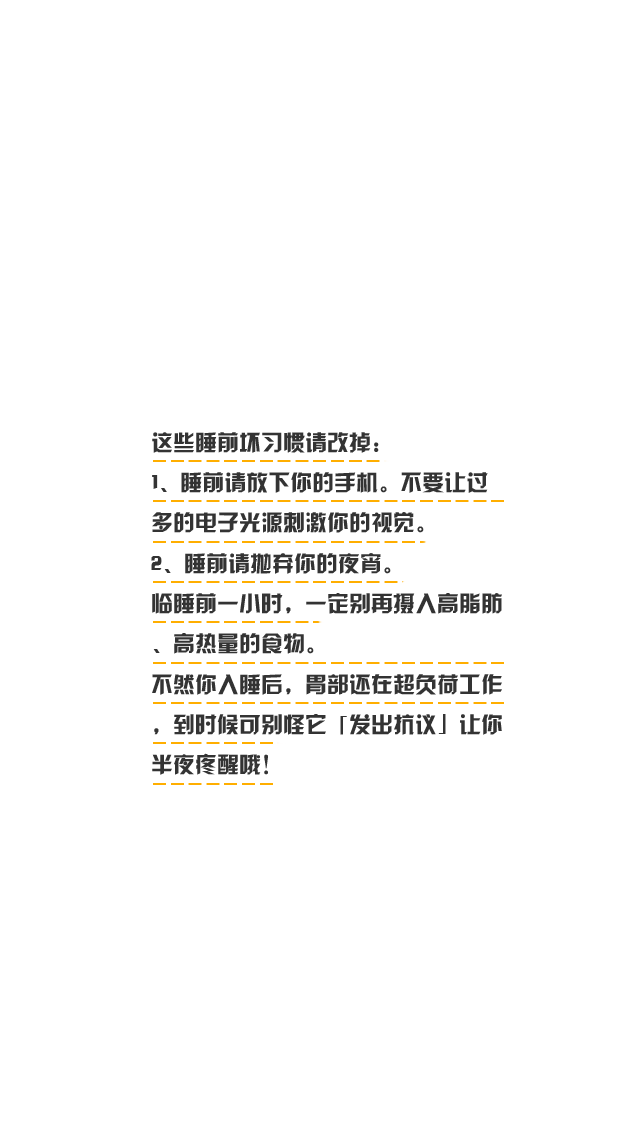 这些睡前坏习惯请改掉：
1、睡前请放下你的手机。不要让过
多的电子光源刺激你的视觉。
2、睡前请抛弃你的夜宵。
临睡前一小时，一定别再摄入高脂肪
、高热量的食物。
不然你入睡后，胃部还在超负荷工作
，到时候可别怪它「发出抗议」让你
半夜疼醒哦！